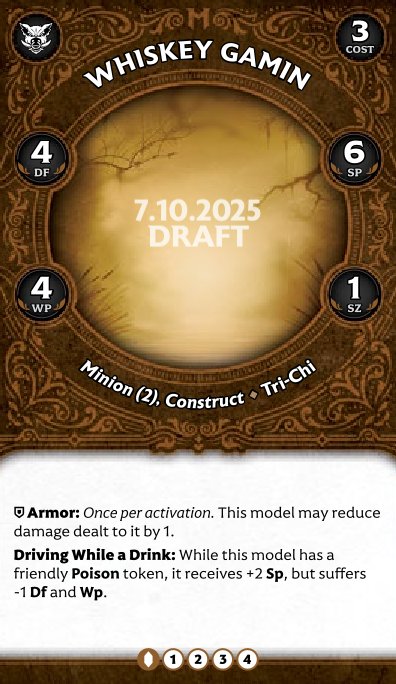 WHISKEY GAMIN
3
COST
4
DF
6
SP
7.10.2025
DRAFT
4
WP
1
SZ
Minion (2), Construct ◆ Tri-Chi
Armor: Once per activation. This model may reduce
damage dealt to it by 1.
Driving While a Drink: While this model has a
friendly Poison token, it receives +2 Sp, but suffers
-1 Df and Wp.
1 2 3 4